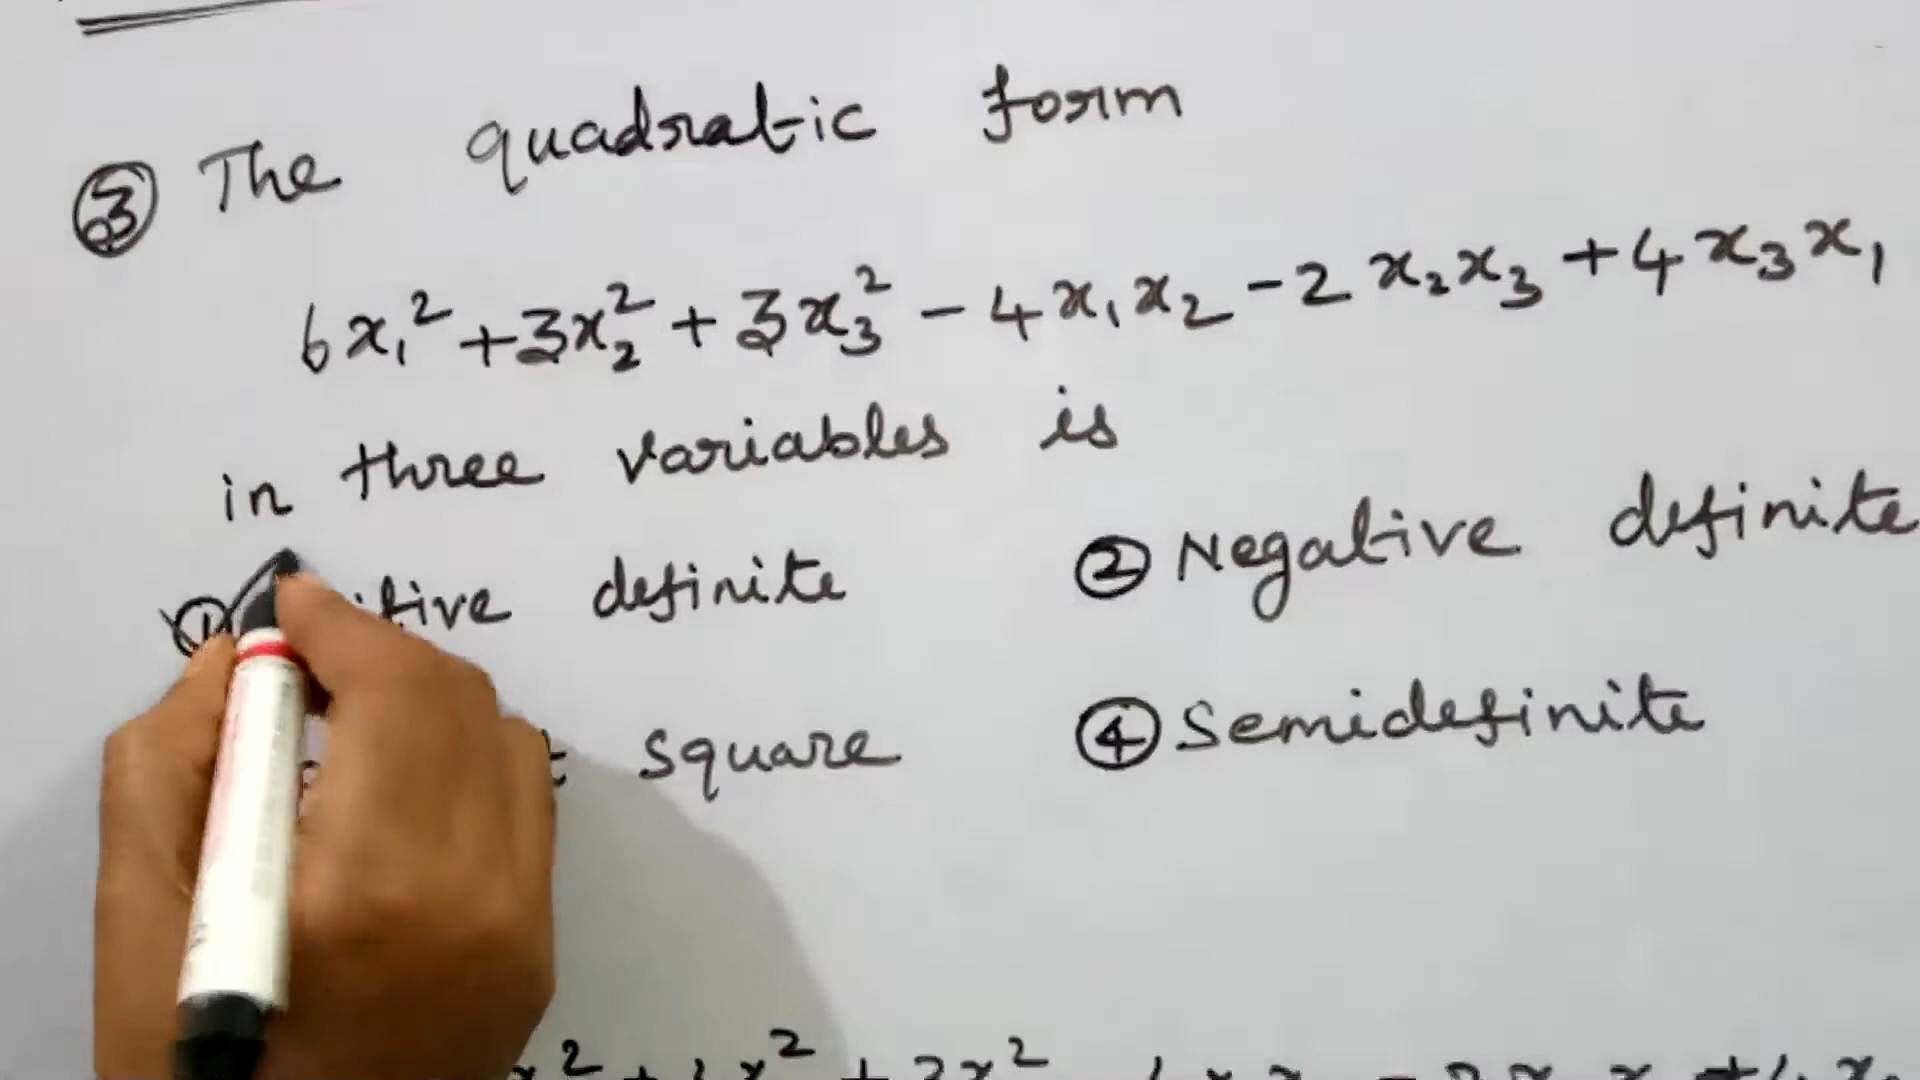 ③ The quadratic form
6x₁² + 3x₂² + 3x₃² - 4x₁x₂ - 2x₂x₃ + 4x₃x₁
in three variables is
① definite ② Negative definite
square ④ Semidefinite